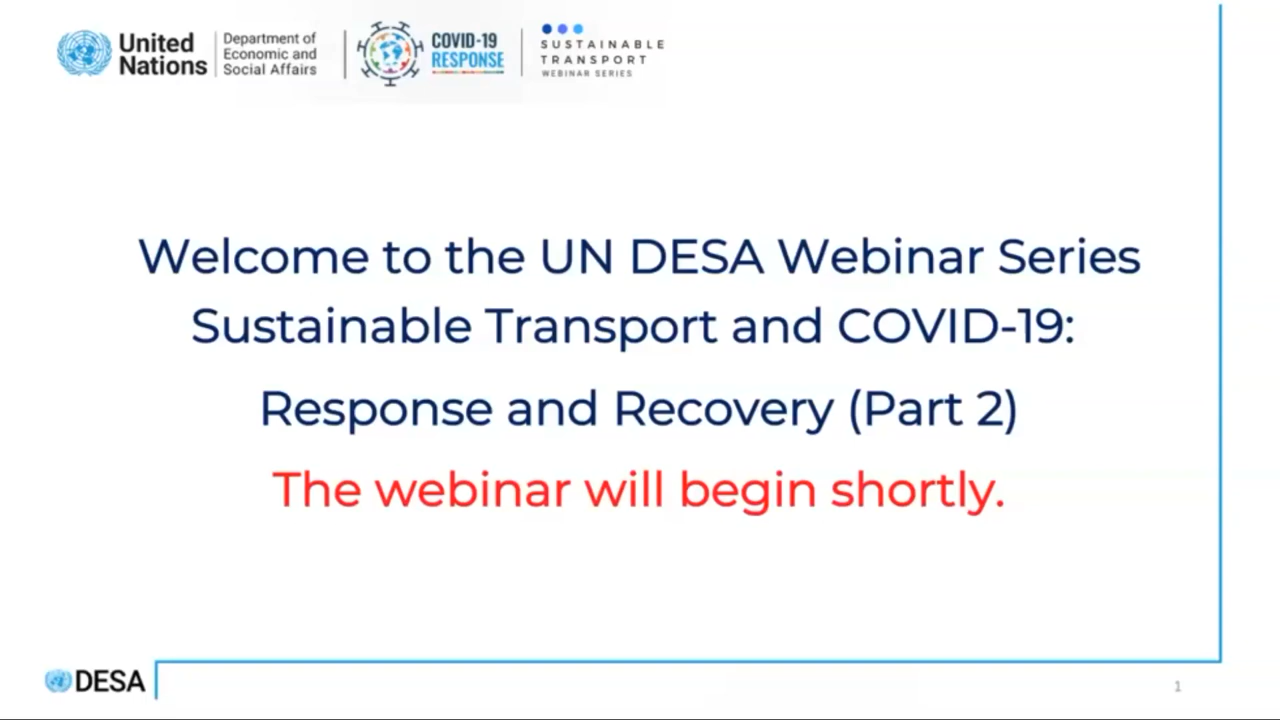 United
Nations
Department of
Economic and
Social Affairs
COVID-19
RESPONSE
SUSTAINABLE
TRANSPORT
WEBINAR SERIES
Welcome to the UN DESA Webinar Series
Sustainable Transport and COVID-19:
Response and Recovery (Part 2)
The webinar will begin shortly.
DESA
1